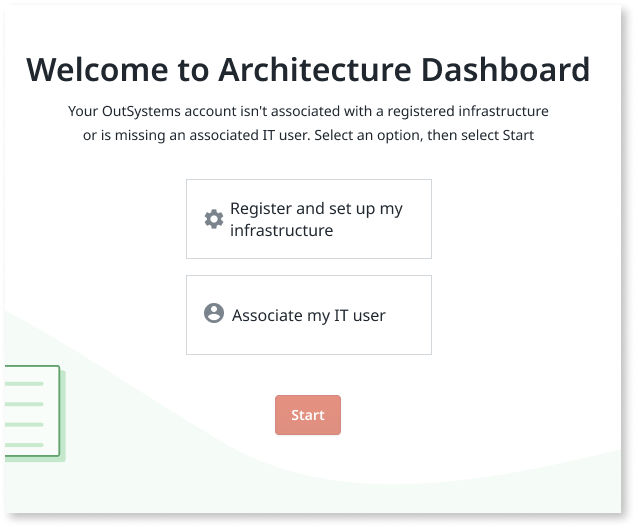 Welcome to Architecture Dashboard
Your OutSystems account isn't associated with a registered infrastructure
or is missing an associated IT user. Select an option, then select Start
Register and set up my
infrastructure
Associate my IT user
Start